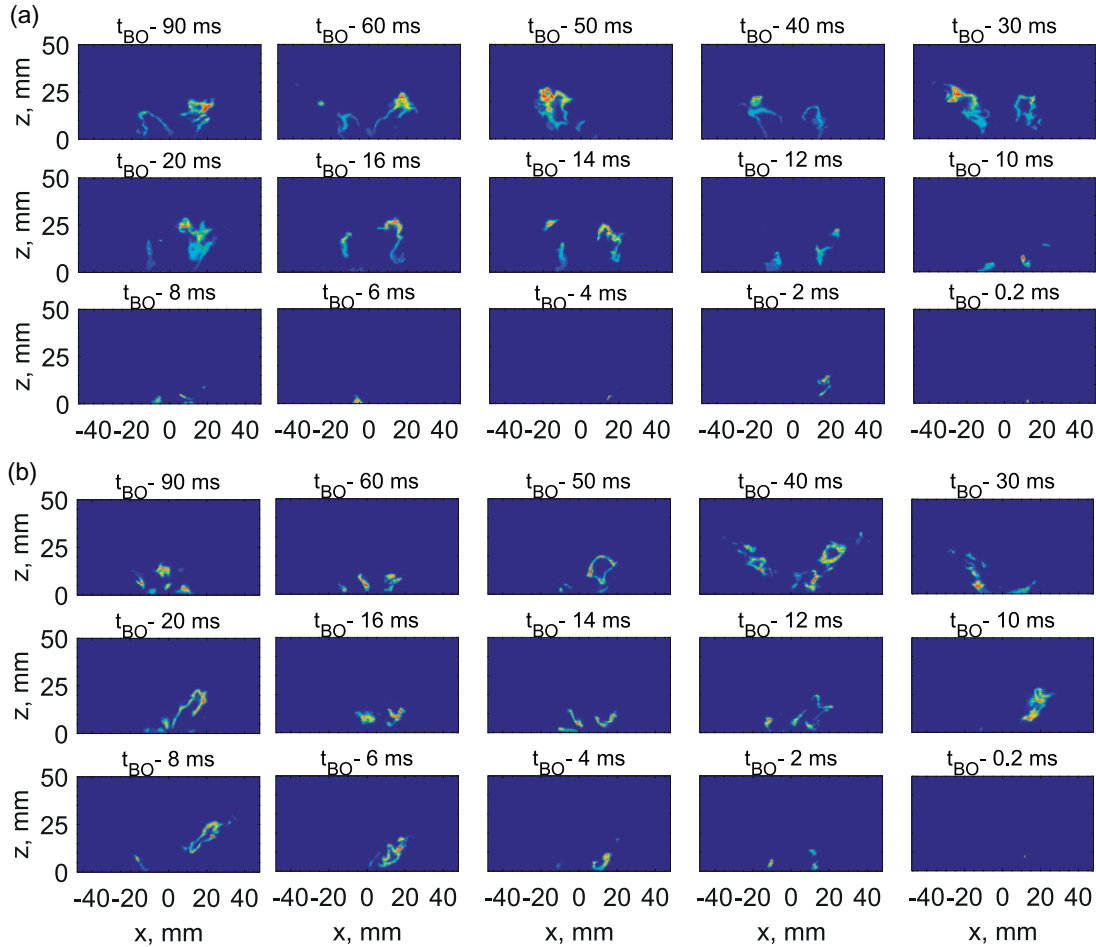 (a)
t_BO- 90 ms t_BO- 60 ms t_BO- 50 ms t_BO- 40 ms t_BO- 30 ms
z, mm 50 25 0
t_BO- 20 ms t_BO- 16 ms t_BO- 14 ms t_BO- 12 ms t_BO- 10 ms
z, mm 50 25 0
t_BO- 8 ms t_BO- 6 ms t_BO- 4 ms t_BO- 2 ms t_BO- 0.2 ms
z, mm 50 25 0
-40 -20 0 20 40 -40 -20 0 20 40 -40 -20 0 20 40 -40 -20 0 20 40 -40 -20 0 20 40
(b)
t_BO- 90 ms t_BO- 60 ms t_BO- 50 ms t_BO- 40 ms t_BO- 30 ms
z, mm 50 25 0
t_BO- 20 ms t_BO- 16 ms t_BO- 14 ms t_BO- 12 ms t_BO- 10 ms
z, mm 50 25 0
t_BO- 8 ms t_BO- 6 ms t_BO- 4 ms t_BO- 2 ms t_BO- 0.2 ms
z, mm 50 25 0
-40 -20 0 20 40 -40 -20 0 20 40 -40 -20 0 20 40 -40 -20 0 20 40 -40 -20 0 20 40
x, mm x, mm x, mm x, mm x, mm